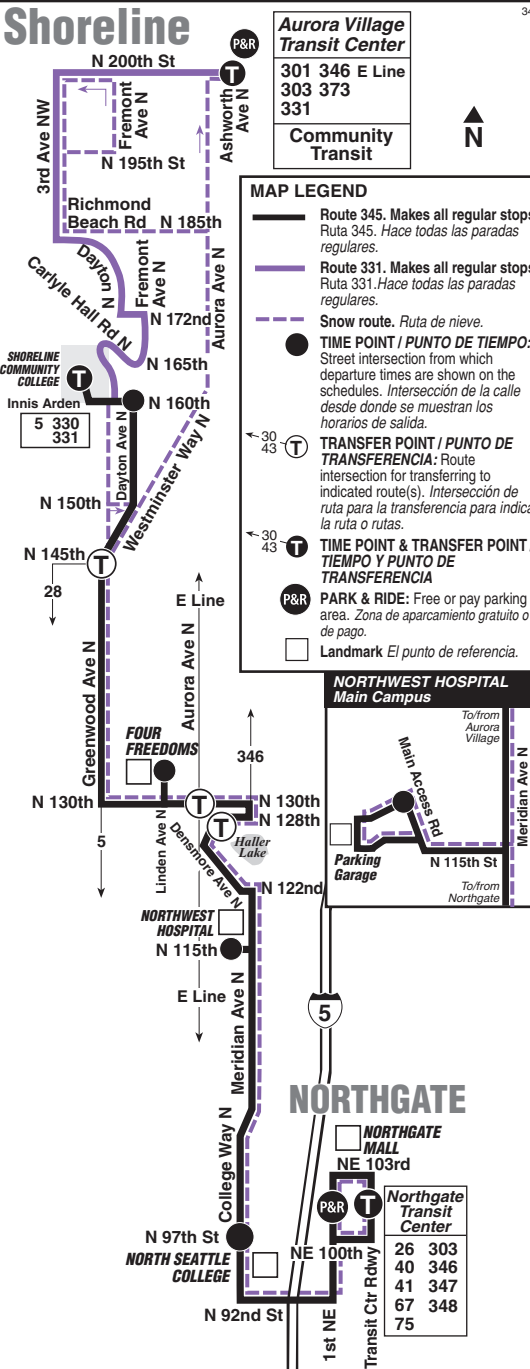 34
Shoreline
P&R
N 200th St
T
Aurora Village
Transit Center
301 346 E Line
303 373
331
Community
Transit
N
3rd Ave NW
Fremont
Ave N
Ashworth
Ave N
N 195th St
Richmond
Beach Rd
N 185th
Dayton N
Fremont
Ave N
Aurora Ave N
Carlyle Hall Rd N
N 172nd
N 165th
SHORELINE
COMMUNITY
COLLEGE
T
Innis Arden
5 330
331
N 160th
Dayton Ave N
Westminster Way N
N 150th
N 145th
T
28
E Line
Greenwood Ave N
Aurora Ave N
FOUR
FREEDOMS
346
N 130th
T
N 130th
T
N 128th
5
Linden Ave N
Densmore Ave N
Haller
Lake
N 122nd
NORTHWEST
HOSPITAL
N 115th
E Line
Meridian Ave N
5
NORTHGATE
NORTHGATE
MALL
College Way N
NE 103rd
P&R
T
N 97th St
NORTH SEATTLE
COLLEGE
NE 100th
N 92nd St
1st NE
Transit Ctr Rdwy
Northgate
Transit
Center
26 303
40 346
41 347
67 348
75
MAP LEGEND
Route 345. Makes all regular stops
Ruta 345. Hace todas las paradas
regulares.
Route 331. Makes all regular stops
Ruta 331.Hace todas las paradas
regulares.
Snow route. Ruta de nieve.
TIME POINT / PUNTO DE TIEMPO:
Street intersection from which
departure times are shown on the
schedules. Intersección de la calle
desde donde se muestran los
horarios de salida.
30
43
T
TRANSFER POINT / PUNTO DE
TRANSFERENCIA: Route
intersection for transferring to
indicated route(s). Intersección de
ruta para la transferencia para indica
la ruta o rutas.
30
43
T
TIME POINT & TRANSFER POINT /
TIEMPO Y PUNTO DE
TRANSFERENCIA
P&R
PARK & RIDE: Free or pay parking
area. Zona de aparcamiento gratuito o
de pago.
Landmark El punto de referencia.
NORTHWEST HOSPITAL
Main Campus
To/from
Aurora
Village
Main Access Rd
Meridian Ave N
Parking
Garage
N 115th St
To/from
Northgate